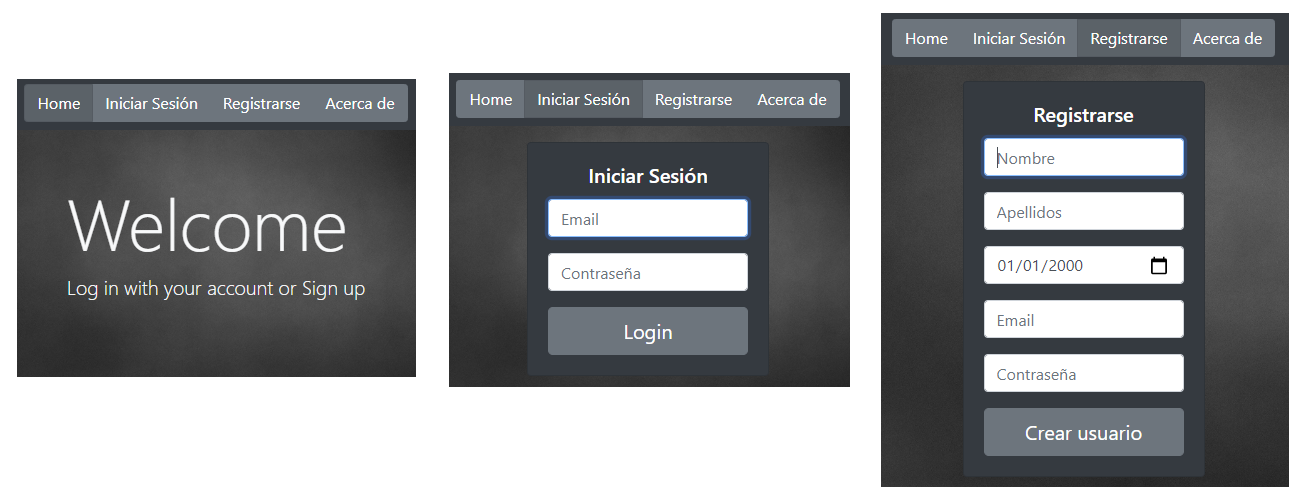 Home Iniciar Sesión Registrarse Acerca de
Welcome
Log in with your account or Sign up
Home Iniciar Sesión Registrarse Acerca de
Iniciar Sesión
Email
Contraseña
Login
Home Iniciar Sesión Registrarse Acerca de
Registrarse
Nombre
Apellidos
01/01/2000
Email
Contraseña
Crear usuario